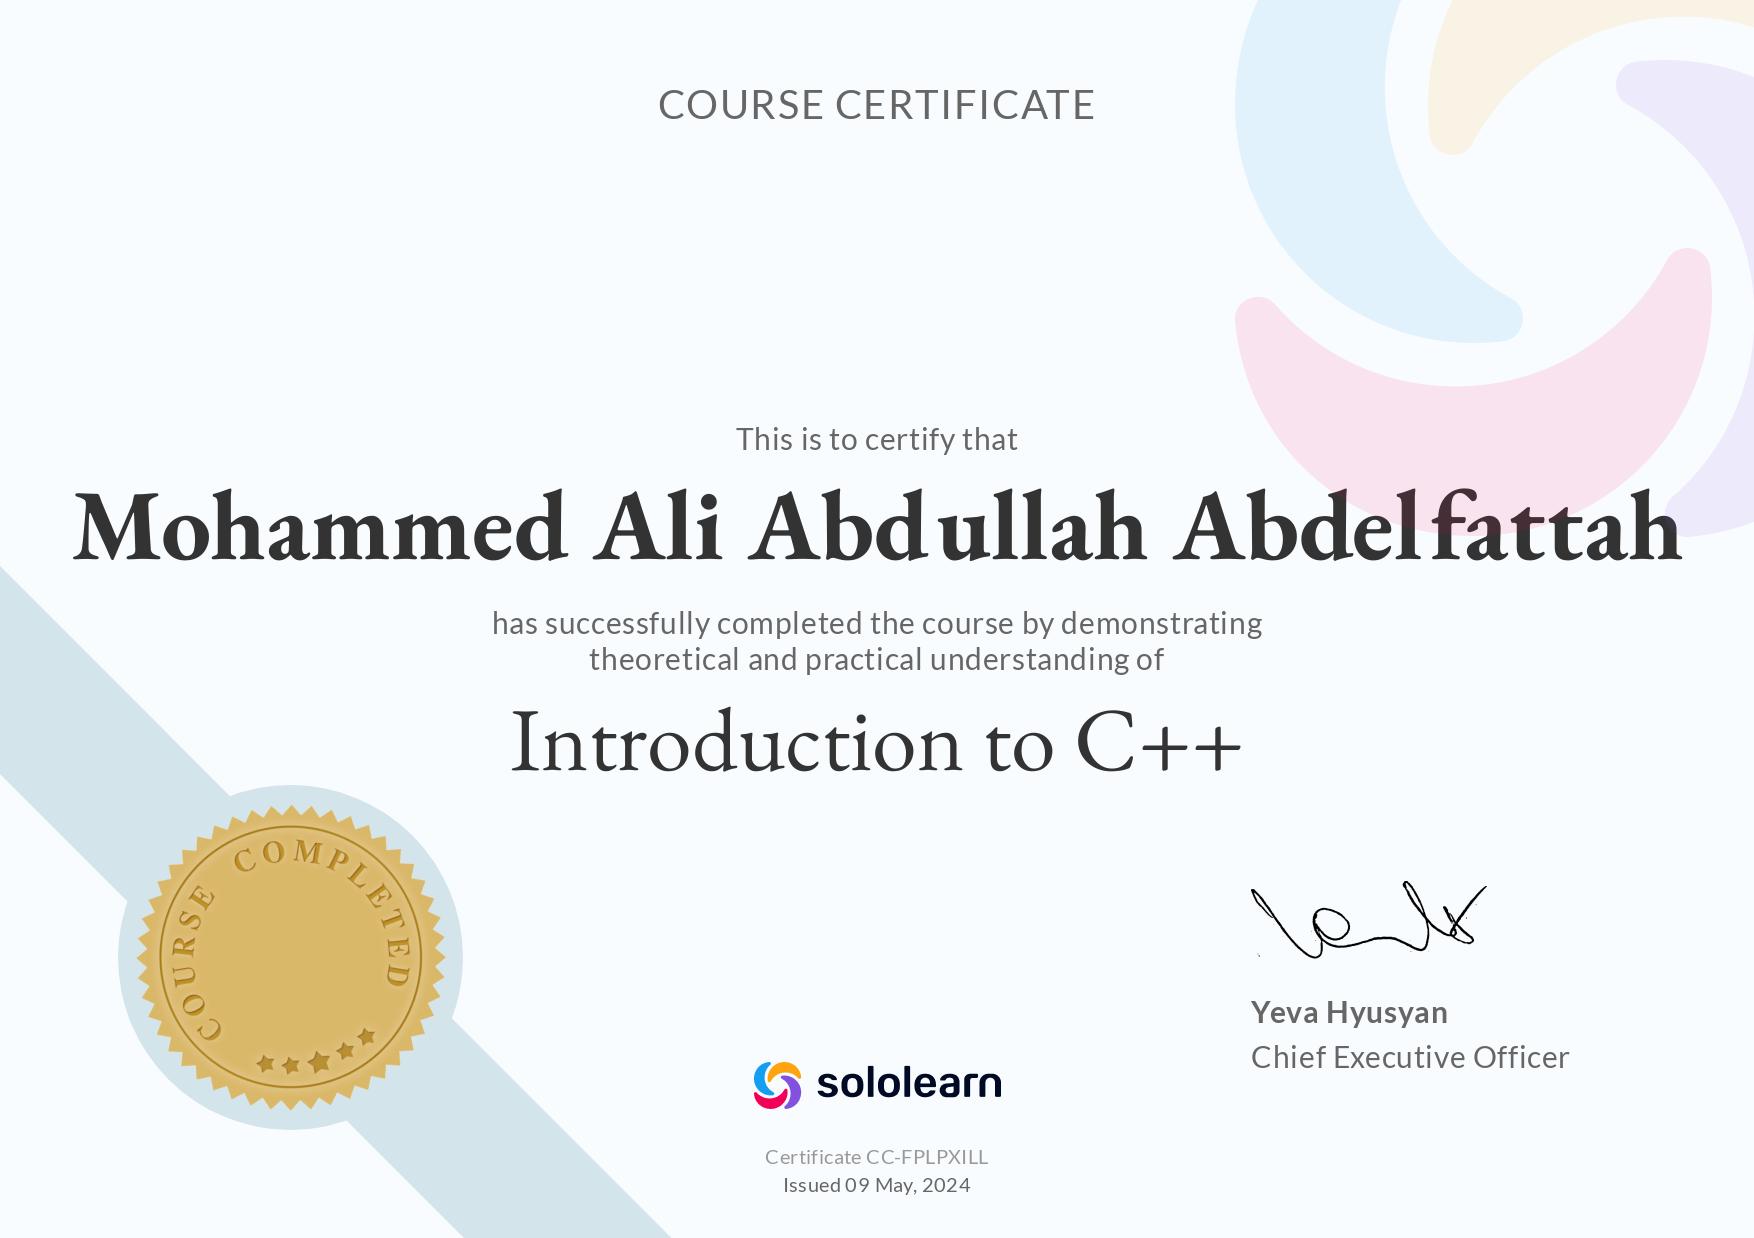 COURSE CERTIFICATE
This is to certify that
Mohammed Ali Abdullah Abdelfattah
has successfully completed the course by demonstrating
theoretical and practical understanding of
Introduction to C++
COURSE COMPLETED
Yeva Hyusyan
Chief Executive Officer
sololearn
Certificate CC-FPLPXILL
Issued 09 May, 2024